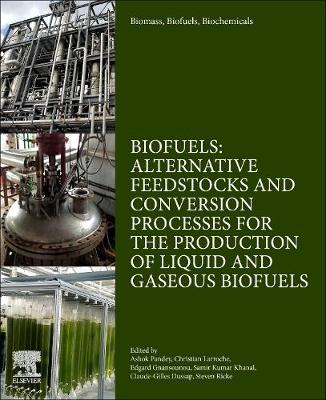 Biomass, Biofuels, Biochemicals
BIOFUELS:
ALTERNATIVE
FEEDSTOCKS AND
CONVERSION
PROCESSES FOR
THE PRODUCTION
OF LIQUID AND
GASEOUS BIOFUELS
Edited by
Ashok Pandey, Christian Larroche,
Edgard Gnansounou, Samir Kumar Khanal,
Claude-Gilles Dussap, Steven Ricke
ELSEVIER